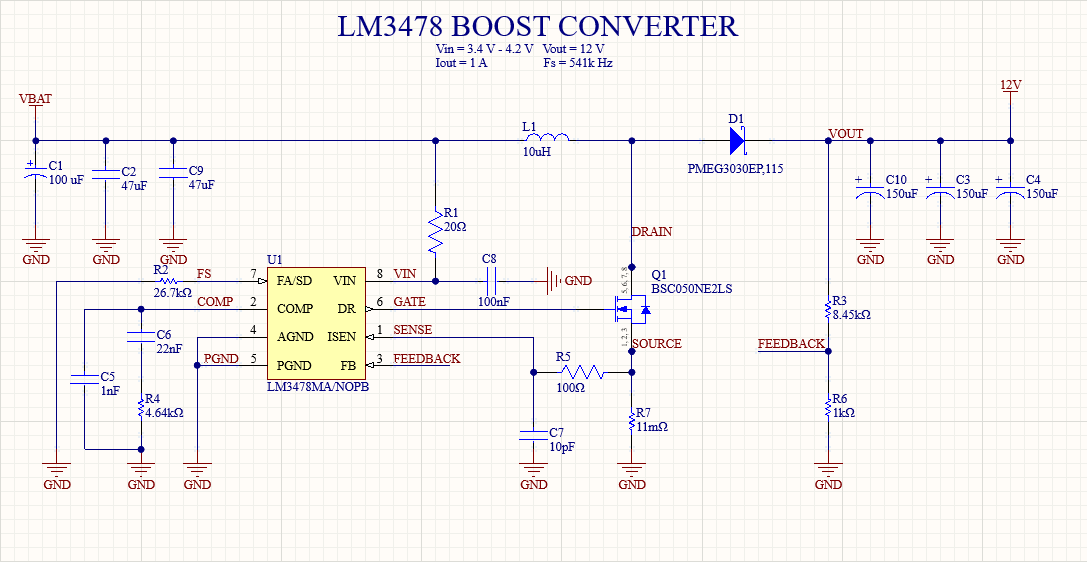 LM3478 BOOST CONVERTER
Vin = 3.4 V - 4.2 V Vout = 12 V
Iout = 1 A Fs = 541k Hz
VBAT
12V
L1
10uH
D1
PMEG3030EP,115
VOUT
+
C1
100 uF
C2
47uF
C9
47uF
+
C10
150uF
+
C3
150uF
+
C4
150uF
GND
GND
GND
GND
GND
GND
R1
20Ω
DRAIN
R2
26.7kΩ
FS
7
U1
FA/SD
VIN
8
VIN
C8
100nF
GND
5, 6, 7, 8
Q1
BSC050NE2LS
COMP
2
COMP
DR
6
GATE
4
AGND
ISEN
1
SENSE
1, 2, 3
SOURCE
PGND
5
PGND
FB
3
FEEDBACK
LM3478MA/NOPB
R3
8.45kΩ
FEEDBACK
C6
22nF
C5
1nF
R4
4.64kΩ
R5
100Ω
R7
11mΩ
C7
10pF
R6
1kΩ
GND
GND
GND
GND
GND
GND